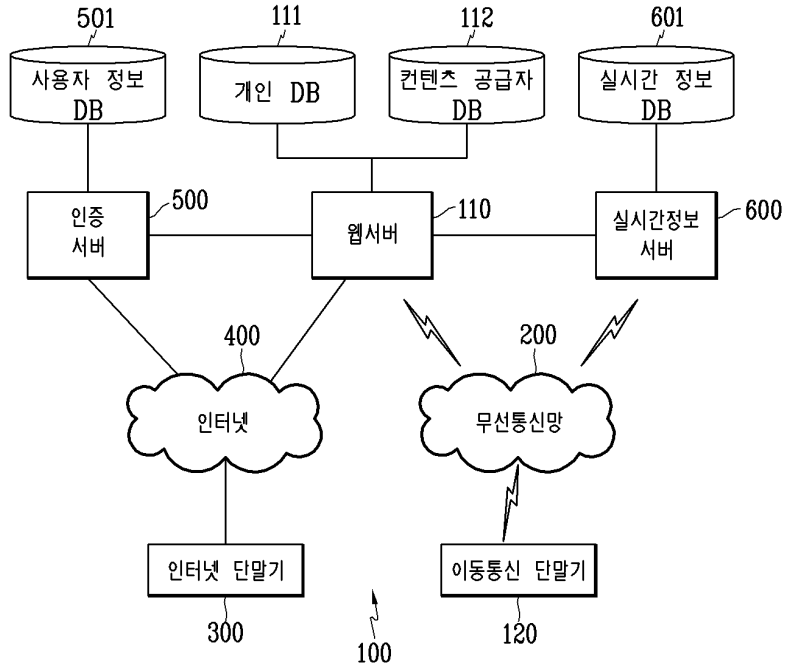 501
111
112
601
사용자 정보
DB
개인 DB
컨텐츠 공급자
DB
실시간 정보
DB
인증
서버
500
웹서버
110
실시간정보
서버
600
400
200
인터넷
무선통신망
인터넷 단말기
이동통신 단말기
300
100
120